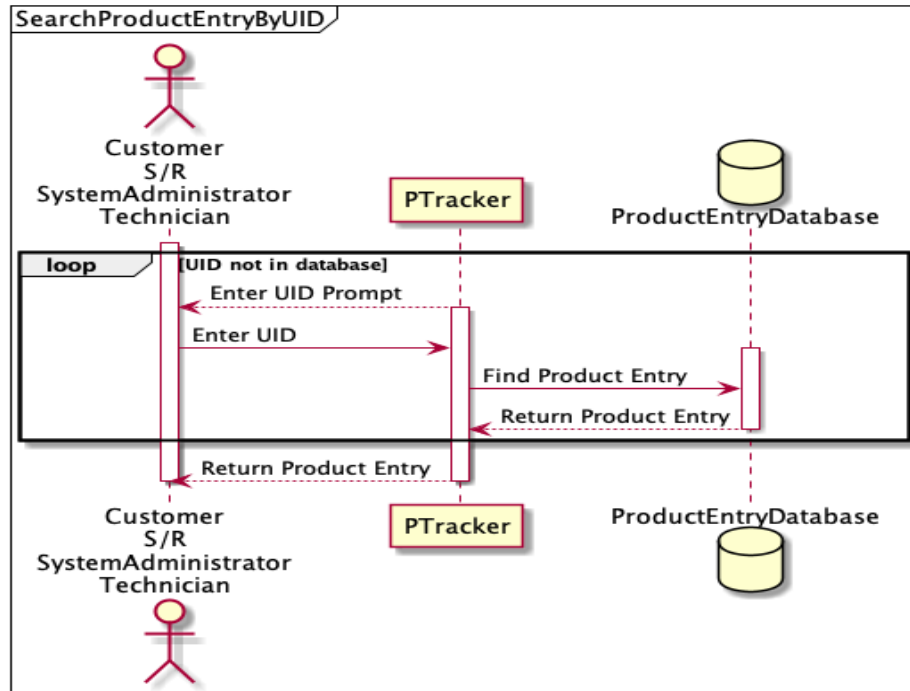 SearchProductEntryByUID
Customer
S/R
SystemAdministrator
Technician
PTracker
ProductEntryDatabase
loop
[UID not in database]
Enter UID Prompt
Enter UID
Find Product Entry
Return Product Entry
Return Product Entry
Customer
S/R
SystemAdministrator
Technician
PTracker
ProductEntryDatabase